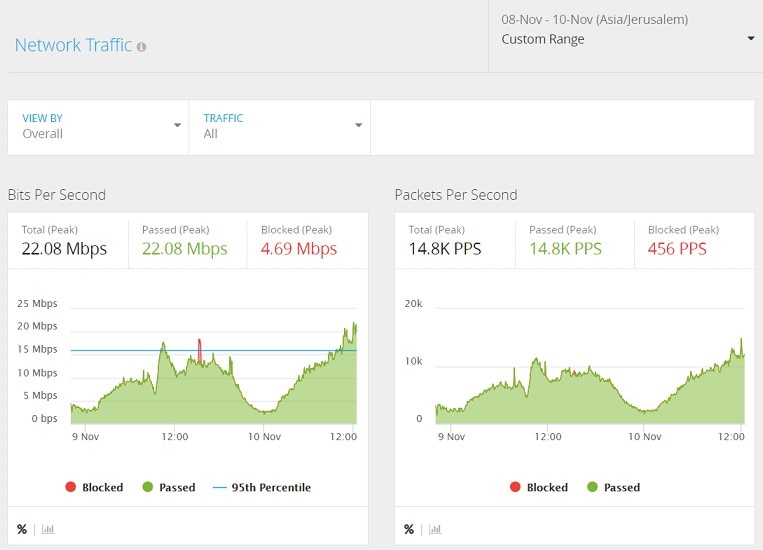 08-Nov - 10-Nov (Asia/Jerusalem)
Network Traffic
Custom Range
VIEW BY
Overall
TRAFFIC
All
Bits Per Second
Total (Peak)
22.08 Mbps
Passed (Peak)
22.08 Mbps
Blocked (Peak)
4.69 Mbps
25 Mbps
20 Mbps
15 Mbps
10 Mbps
5 Mbps
0 bps
9 Nov 12:00 10 Nov 12:00
Blocked Passed 95th Percentile
%
Packets Per Second
Total (Peak)
14.8K PPS
Passed (Peak)
14.8K PPS
Blocked (Peak)
456 PPS
20k
10k
0
9 Nov 12:00 10 Nov 12:00
Blocked Passed
%